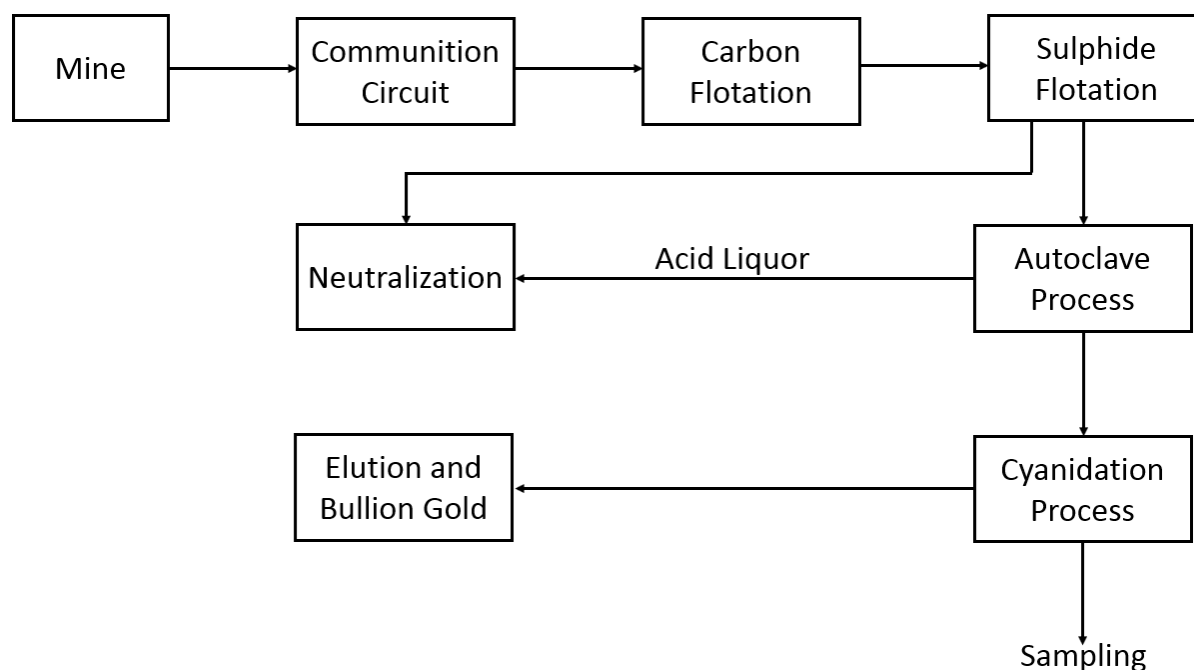 Mine
Communition
Circuit
Carbon
Flotation
Sulphide
Flotation
Neutralization
Acid Liquor
Autoclave
Process
Elution and
Bullion Gold
Cyanidation
Process
Sampling